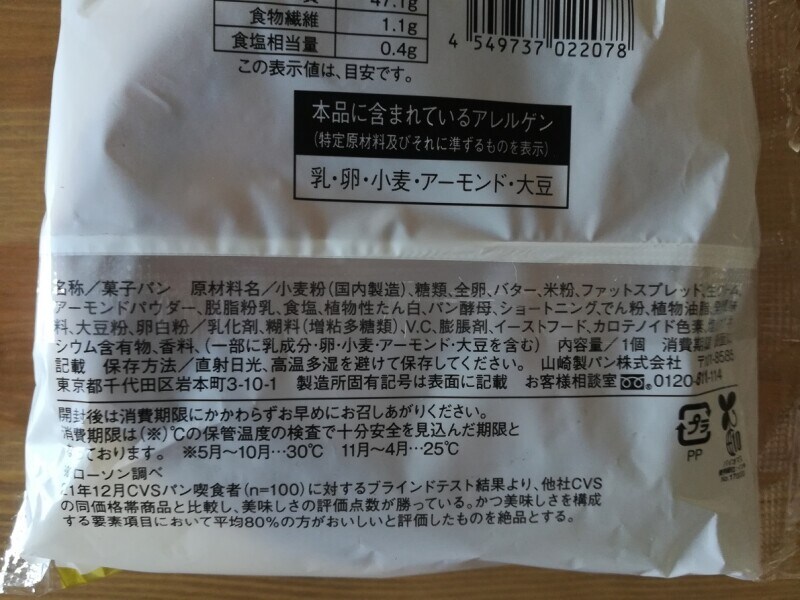 47.1g
食物繊維 1.1g
食塩相当量 0.4g
この表示値は、目安です。
4 549737 022078
本品に含まれているアレルゲン
(特定原材料及びそれに準ずるものを表示)
乳・卵・小麦・アーモンド・大豆
名称/菓子パン 原材料名/小麦粉(国内製造)、糖類、全卵、バター、米粉、ファットスプレッド、
アーモンドパウダー、脱脂粉乳、食塩、植物性たん白、パン酵母、ショートニング、でん粉、植物油脂、
料、大豆粉、卵白粉/乳化剤、糊料(増粘多糖類)、V.C、膨脹剤、イーストフード、カロテノイド色素、
シウム含有物、香料、(一部に乳成分・卵・小麦・アーモンド・大豆を含む) 内容量/1個 消費期
記載 保存方法/直射日光、高温多湿を避けて保存してください。 山崎製パン株式会社
東京都千代田区岩本町3-10-1 製造所固有記号は表面に記載 お客様相談室 0120-811-114
開封後は消費期限にかかわらずお早めにお召しあがりください。
消費期限は(※)℃の保管温度の検査で十分安全を見込んだ期限と
なっております。 ※5月~10月…30℃ 11月~4月…25℃
ローソン調べ
21年12月CVSパン喫食者(n=100)に対するブラインドテスト結果より、他社CVS
の同価格帯商品と比較し、美味しさの評価点数が勝っている。かつ美味しさを構成
する要素項目において平均80%の方がおいしいと評価したものを絶品とする。
プラ
PP